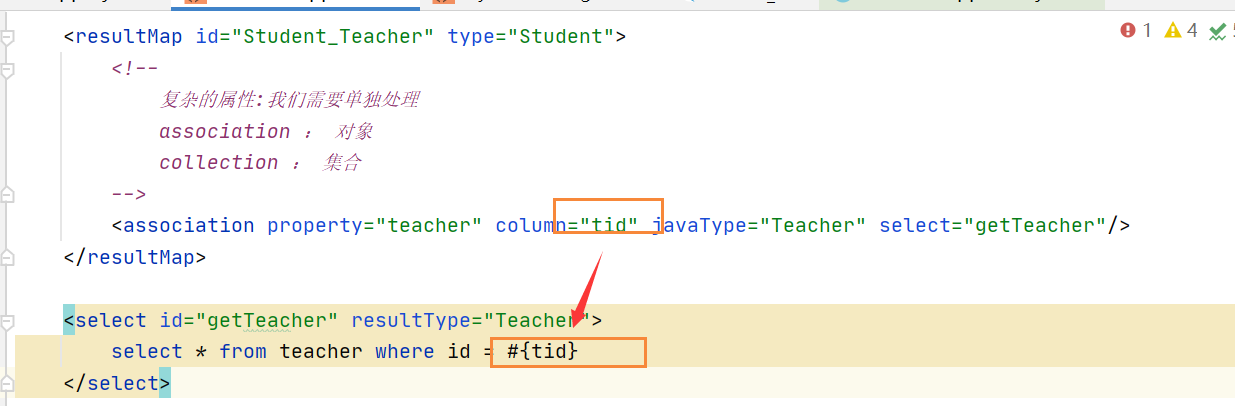 <resultMap id="Student_Teacher" type="Student">
<!--
复杂的属性:我们需要单独处理
association : 对象
collection : 集合
-->
<association property="teacher" column="tid" javaType="Teacher" select="getTeacher"/>
</resultMap>
<select id="getTeacher" resultType="Teacher">
select * from teacher where id = #{tid}
</select>
1 4